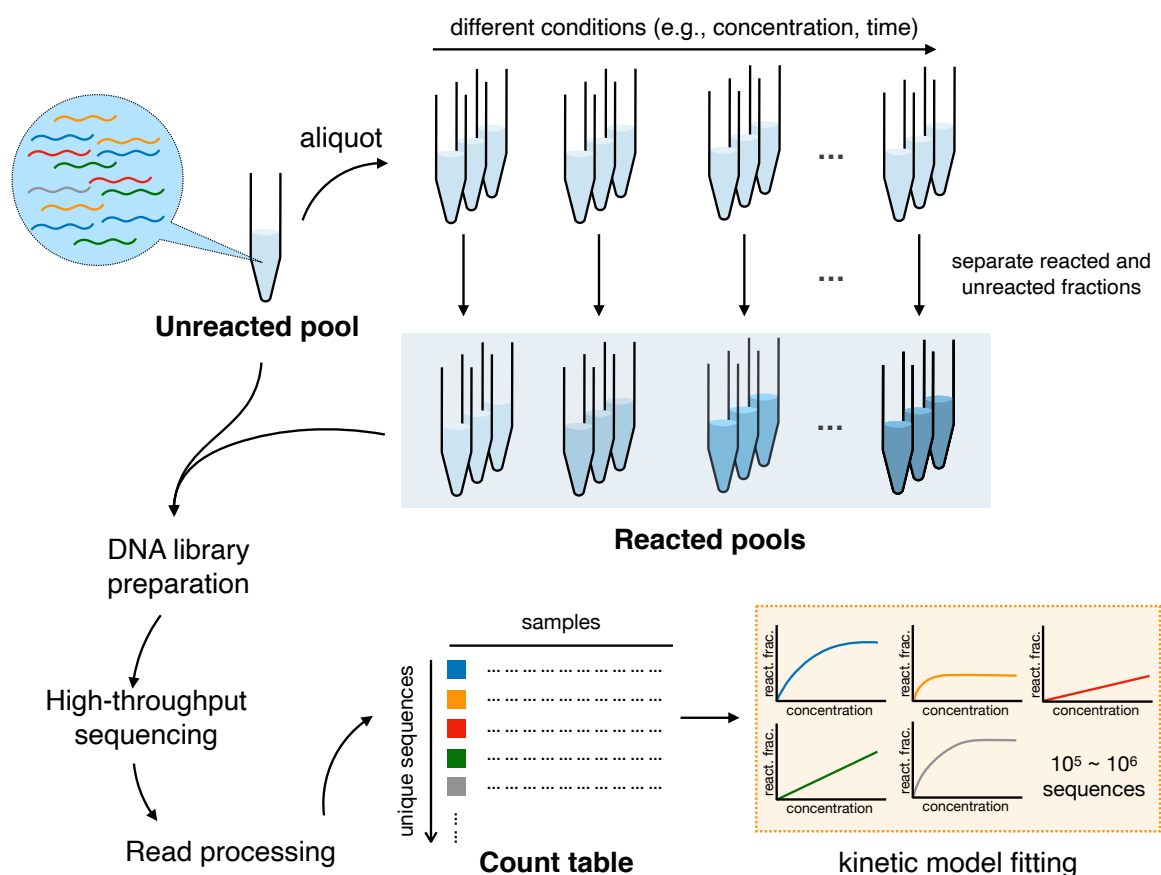 different conditions (e.g., concentration, time)
aliquot
...
...
separate reacted and
unreacted fractions
Unreacted pool
...
Reacted pools
DNA library
preparation
High-throughput
sequencing
Read processing
samples
unique sequences
... ... ... ... ... ... ... ... ... ...
... ... ... ... ... ... ... ... ... ...
... ... ... ... ... ... ... ... ... ...
... ... ... ... ... ... ... ... ... ...
... ... ... ... ... ... ... ... ... ...
... ...
Count table
react. frac.
concentration
react. frac.
concentration
react. frac.
concentration
react. frac.
concentration
react. frac.
concentration
10⁵ ~ 10⁶
sequences
kinetic model fitting